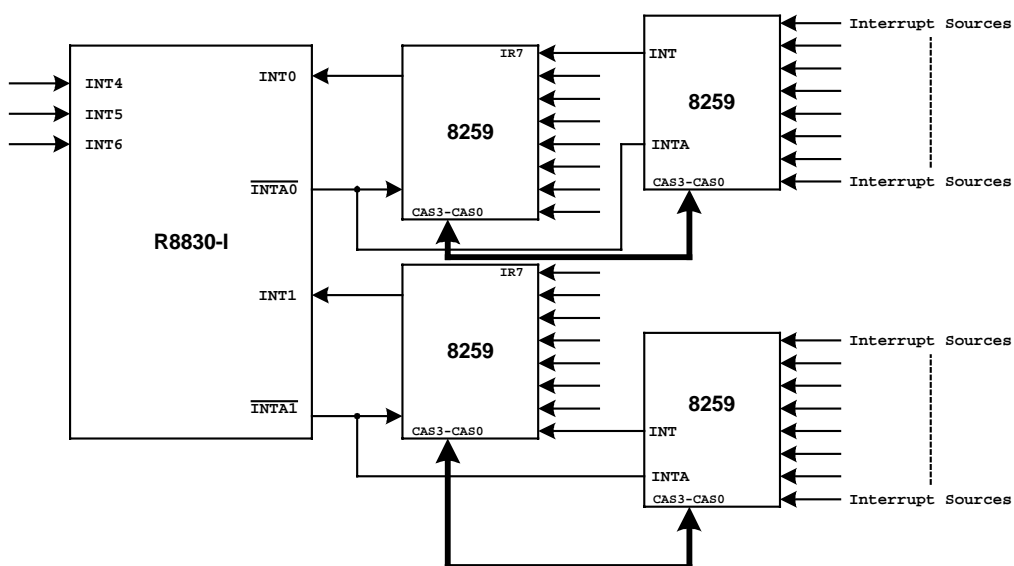 INT4
INT5
INT6
INT0
INTA0
R8830-I
INT1
INTA1
IR7
8259
CAS3-CAS0
INT
8259
INTA
CAS3-CAS0
Interrupt Sources
Interrupt Sources
IR7
8259
CAS3-CAS0
8259
INT
INTA
CAS3-CAS0
Interrupt Sources
Interrupt Sources